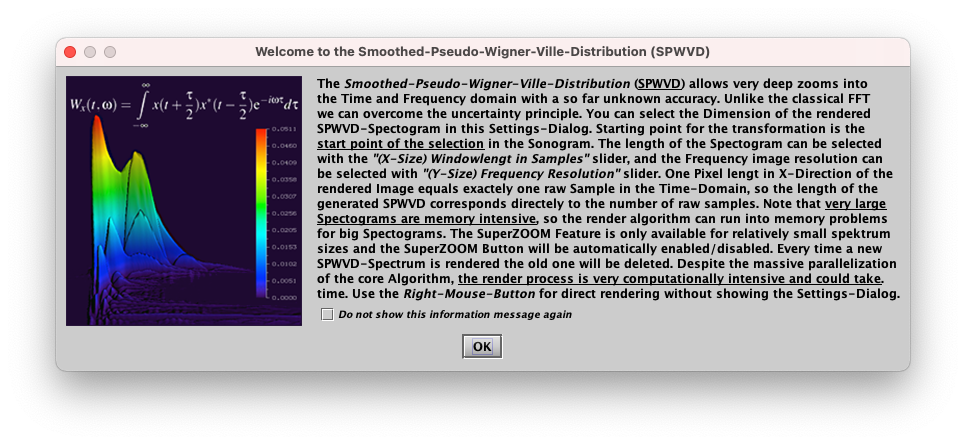 Welcome to the Smoothed-Pseudo-Wigner-Ville-Distribution (SPWVD)
Wₓ(t,ω) = ∫_{-∞}^{∞} x(t + τ/2)x*(t − τ/2)e^{−iωτ}dτ
0.0511
0.0460
0.0409
0.0358
0.0307
0.0256
0.0205
0.0153
0.0102
0.0051
0.0000
The Smoothed-Pseudo-Wigner-Ville-Distribution (SPWVD) allows very deep zooms into
the Time and Frequency domain with a so far unknown accuracy. Unlike the classical FFT
we can overcome the uncertainty principle. You can select the Dimension of the rendered
SPWVD-Spectogram in this Settings-Dialog. Starting point for the transformation is the
start point of the selection in the Sonogram. The length of the Spectogram can be selected
with the "(X-Size) Windowlengt in Samples" slider, and the Frequency image resolution can
be selected with "(Y-Size) Frequency Resolution" slider. One Pixel lengt in X-Direction of the
rendered Image equals exactely one raw Sample in the Time-Domain, so the length of the
generated SPWVD corresponds directely to the number of raw samples. Note that very large
Spectograms are memory intensive, so the render algorithm can run into memory problems
for big Spectograms. The SuperZOOM Feature is only available for relatively small spektrum
sizes and the SuperZOOM Button will be automatically enabled/disabled. Every time a new
SPWVD-Spectrum is rendered the old one will be deleted. Despite the massive parallelization
of the core Algorithm, the render process is very computationally intensive and could take.
time. Use the Right-Mouse-Button for direct rendering without showing the Settings-Dialog.
Do not show this information message again
OK